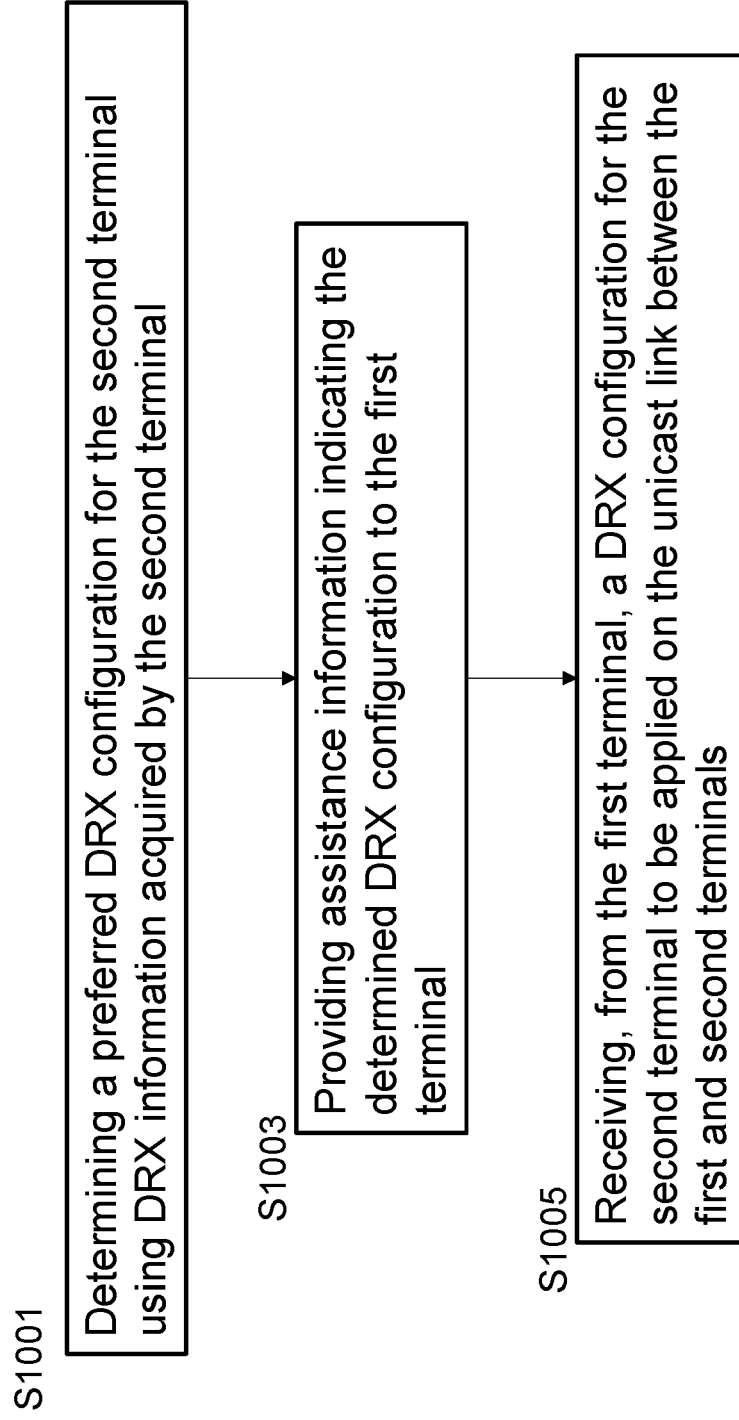 S1001
Determining a preferred DRX configuration for the second terminal
using DRX information acquired by the second terminal
S1003
Providing assistance information indicating the
determined DRX configuration to the first
terminal
S1005
Receiving, from the first terminal, a DRX configuration for the
second terminal to be applied on the unicast link between the
first and second terminals